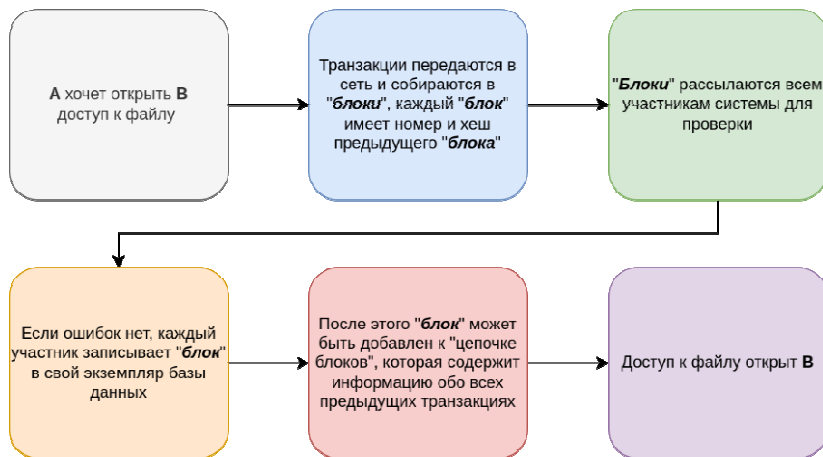 А хочет открыть В
доступ к файлу
Транзакции передаются в
сеть и собираются в
"блоки", каждый "блок"
имеет номер и хеш
предыдущего "блока"
"Блоки" рассылаются всем
участникам системы для
проверки
Если ошибок нет, каждый
участник записывает "блок"
в свой экземпляр базы
данных
После этого "блок" может
быть добавлен к "цепочке
блоков", которая содержит
информацию обо всех
предыдущих транзакциях
Доступ к файлу открыт В